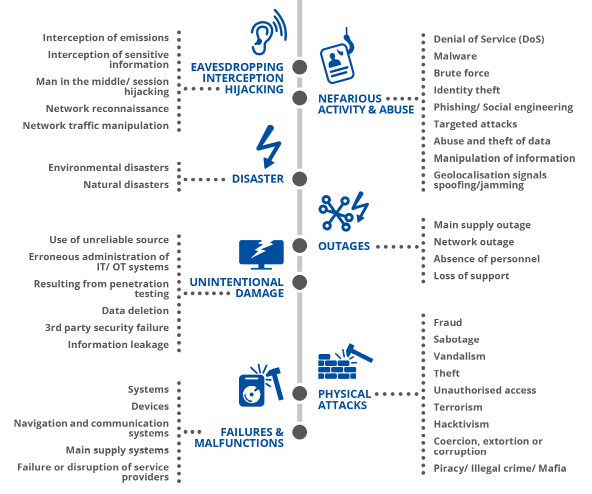 Interception of emissions
Interception of sensitive
information
Man in the middle/ session
hijacking
Network reconnaissance
Network traffic manipulation
EAVESDROPPING
INTERCEPTION
HIJACKING
NEFARIOUS
ACTIVITY & ABUSE
Denial of Service (DoS)
Malware
Brute force
Identity theft
Phishing/ Social engineering
Targeted attacks
Abuse and theft of data
Manipulation of information
Geolocalisation signals
spoofing/jamming
Environmental disasters
Natural disasters
DISASTER
OUTAGES
Main supply outage
Network outage
Absence of personnel
Loss of support
Use of unreliable source
Erroneous administration of
IT/ OT systems
Resulting from penetration
testing
Data deletion
3rd party security failure
Information leakage
UNINTENTIONAL
DAMAGE
PHYSICAL
ATTACKS
Fraud
Sabotage
Vandalism
Theft
Unauthorised access
Terrorism
Hacktivism
Coercion, extortion or
corruption
Piracy/ Illegal crime/ Mafia
Systems
Devices
Navigation and communication
systems
Main supply systems
Failure or disruption of service
providers
FAILURES &
MALFUNCTIONS